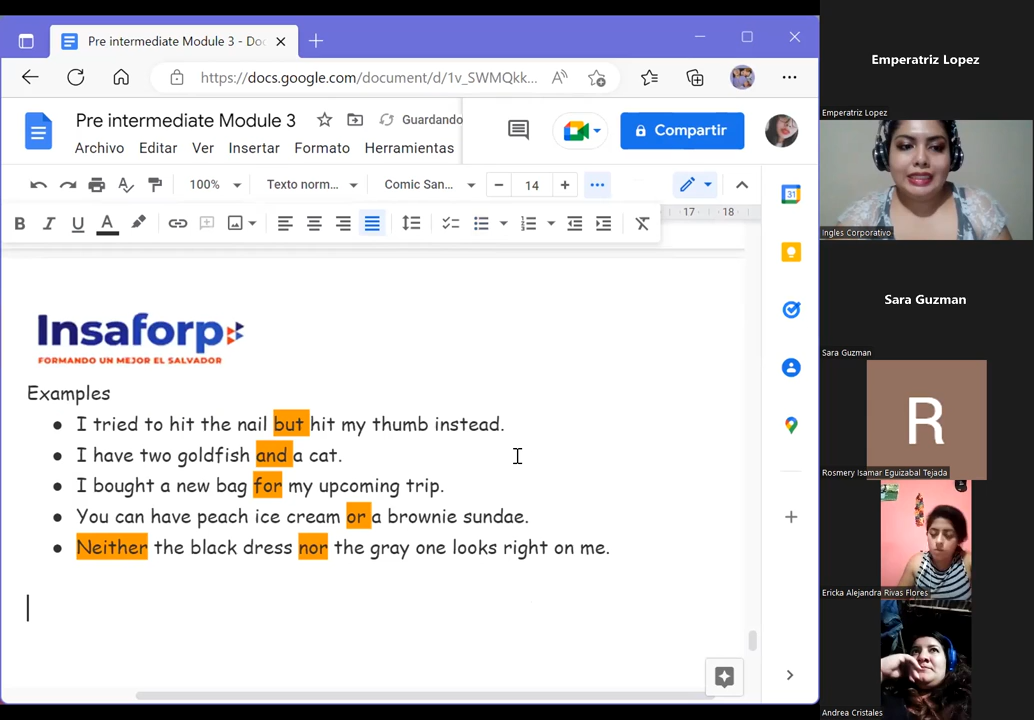 Pre intermediate Module 3 - Doc
https://docs.google.com/document/d/1v_SWMQkk...
Pre intermediate Module 3
Guardando
Compartir
Archivo Editar Ver Insertar Formato Herramientas
100% Texto norm... Comic San... 14
17 18
Insaforp
FORMANDO UN MEJOR EL SALVADOR
Examples
I tried to hit the nail but hit my thumb instead.
I have two goldfish and a cat.
I bought a new bag for my upcoming trip.
You can have peach ice cream or a brownie sundae.
Neither the black dress nor the gray one looks right on me.
Emperatriz Lopez
Emperatriz Lopez
Ingles Corporativo
Sara Guzman
Sara Guzman
R
Rosmery Isamar Eguizabal Tejada
Ericka Alejandra Rivas Flores
Andrea Cristales